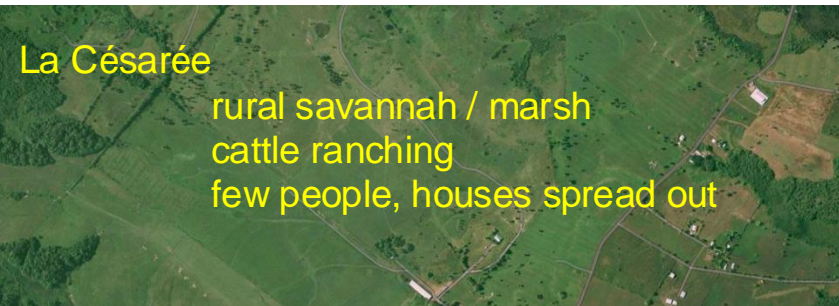 La Césarée
rural savannah / marsh
cattle ranching
few people, houses spread out